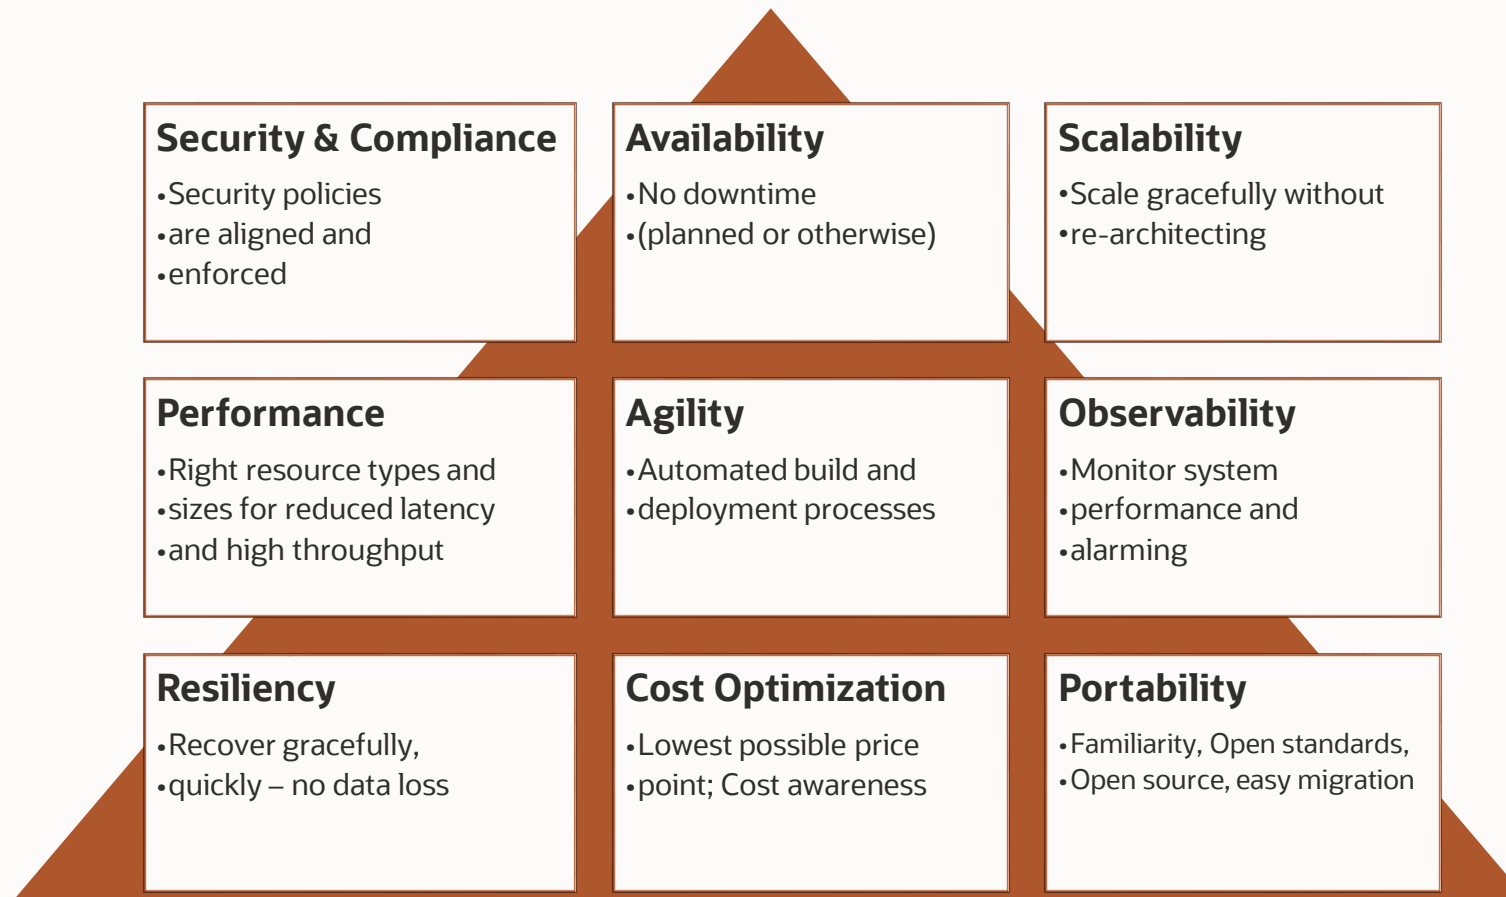 Security & Compliance
•Security policies
•are aligned and
•enforced
Availability
•No downtime
•(planned or otherwise)
Scalability
•Scale gracefully without
•re-architecting
Performance
•Right resource types and
•sizes for reduced latency
•and high throughput
Agility
•Automated build and
•deployment processes
Observability
•Monitor system
•performance and
•alarming
Resiliency
•Recover gracefully,
•quickly – no data loss
Cost Optimization
•Lowest possible price
•point; Cost awareness
Portability
•Familiarity, Open standards,
•Open source, easy migration